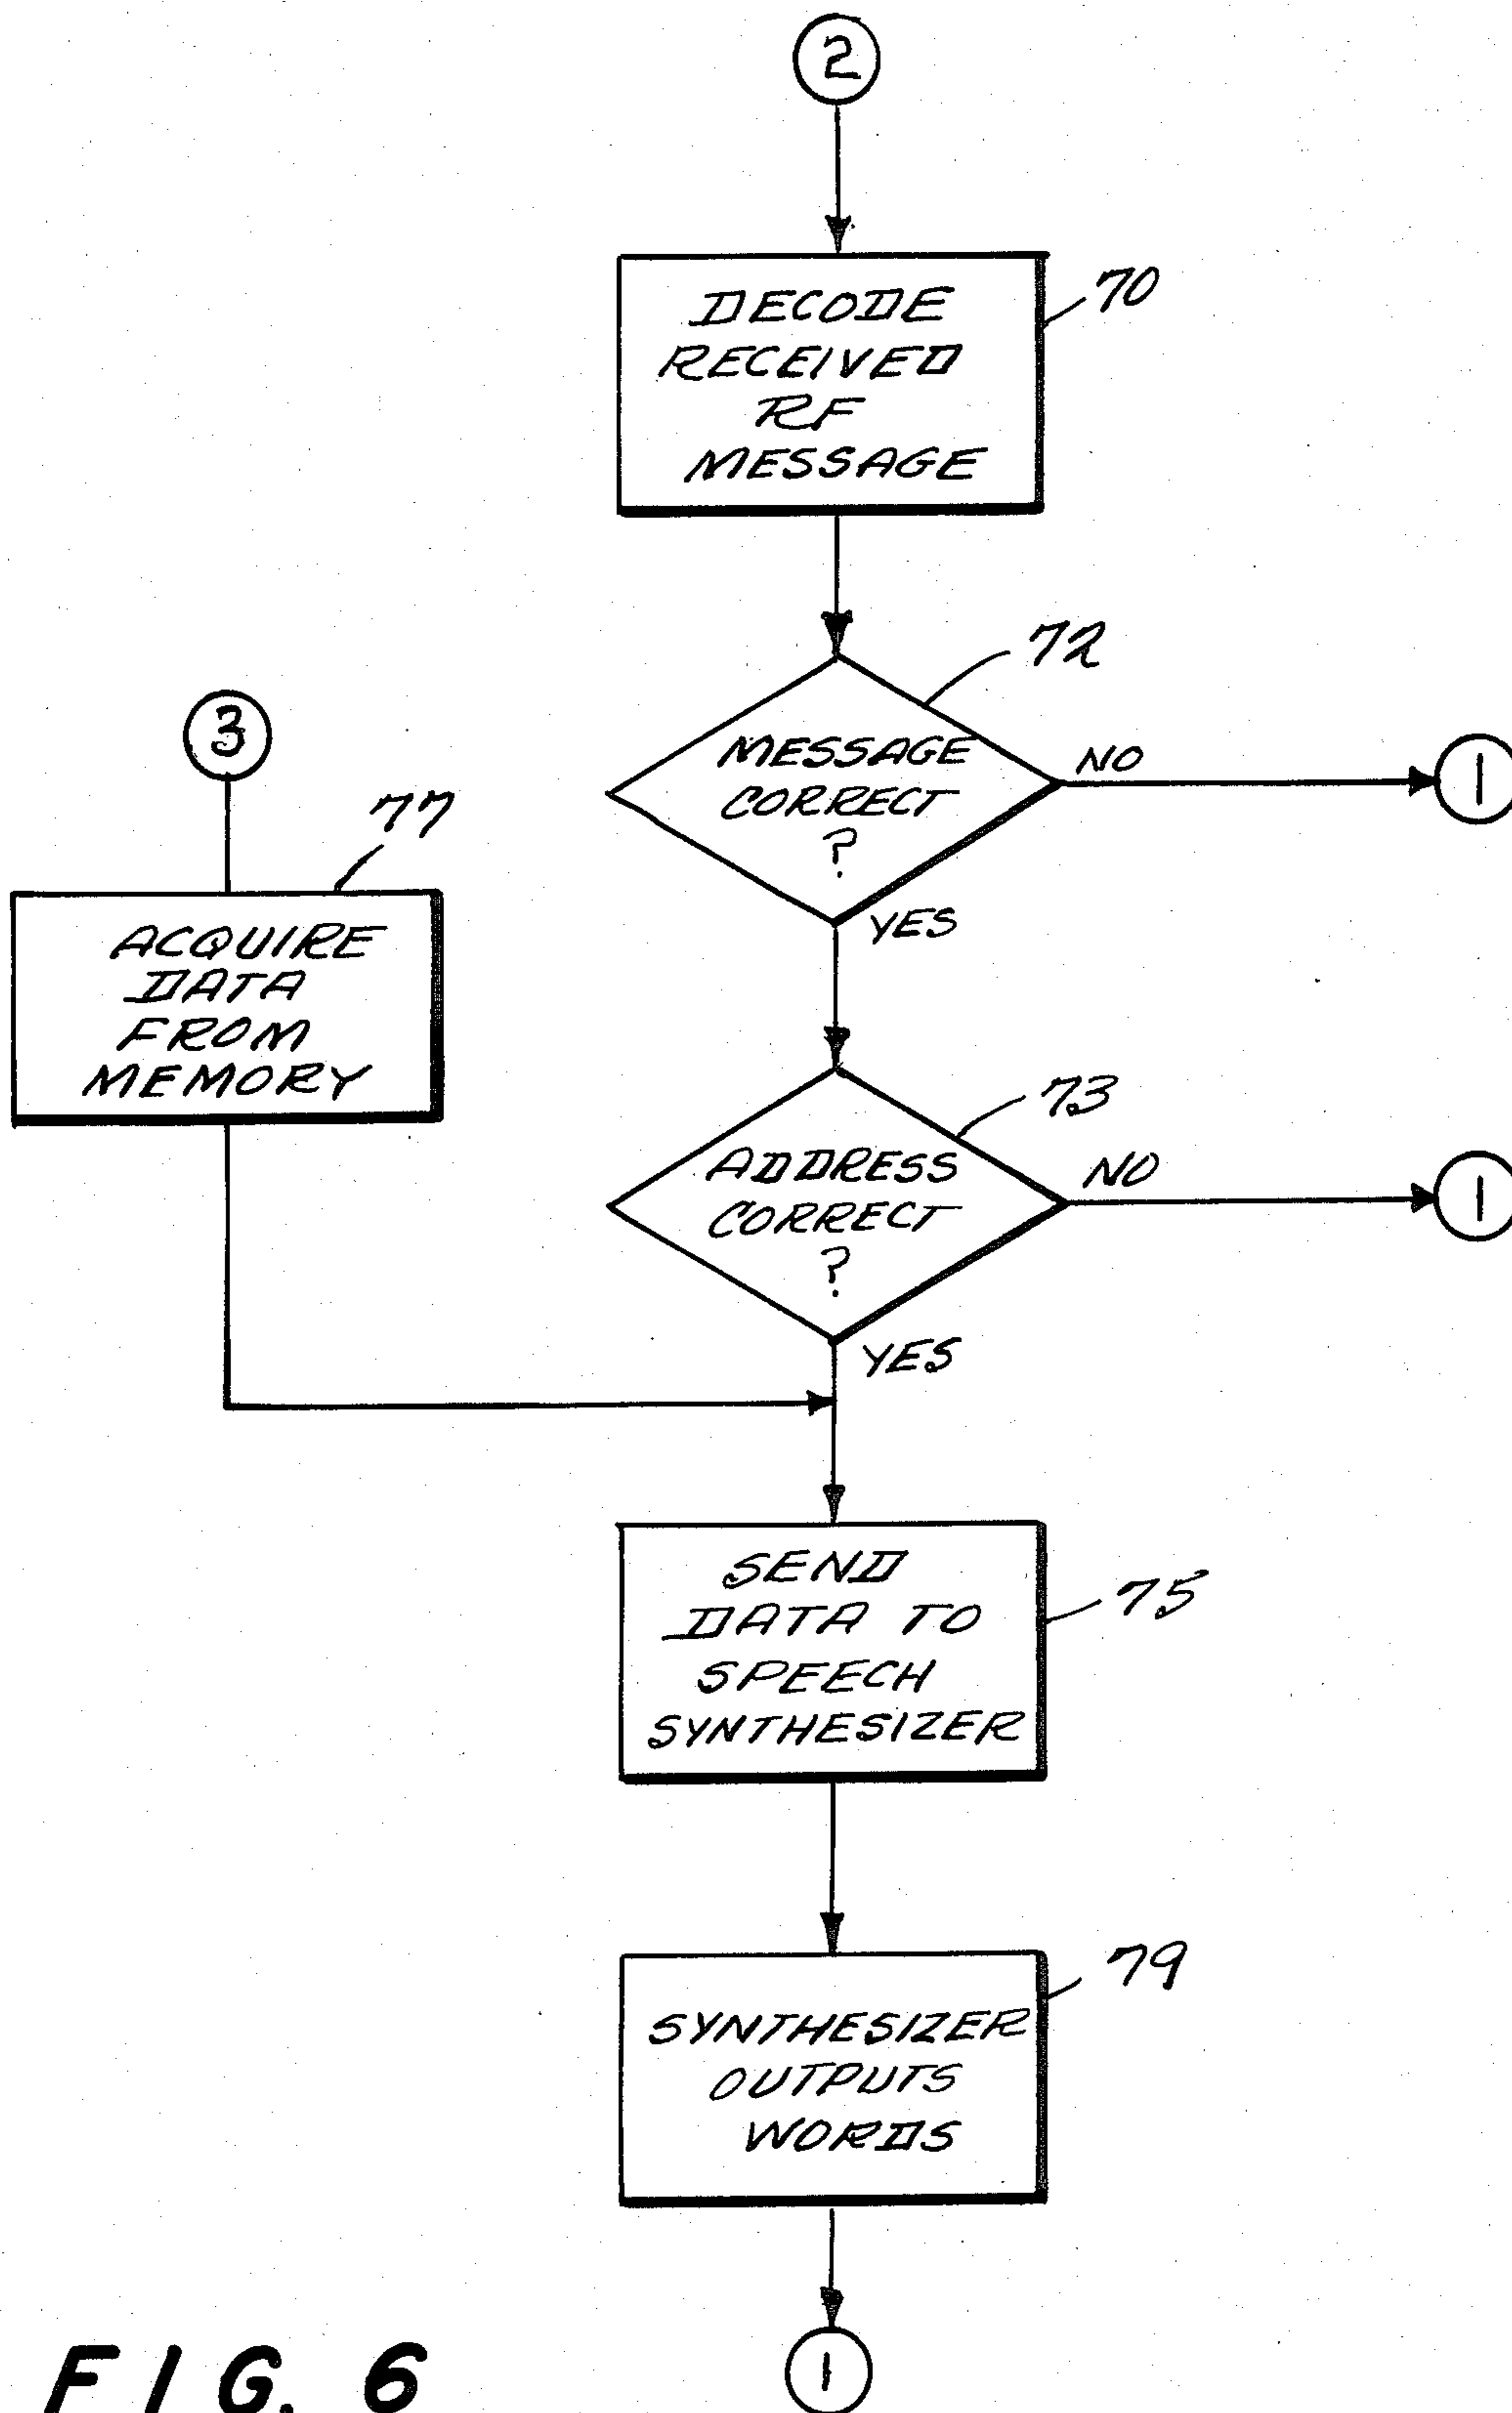 2
DECODE
RECEIVED
RF
MESSAGE
70
72
MESSAGE
CORRECT
?
NO
1
YES
3
77
ACQUIRE
DATA
FROM
MEMORY
73
ADDRESS
CORRECT
?
NO
1
YES
SEND
DATA TO
SPEECH
SYNTHESIZER
75
79
SYNTHESIZER
OUTPUTS
WORDS
1
FIG. 6